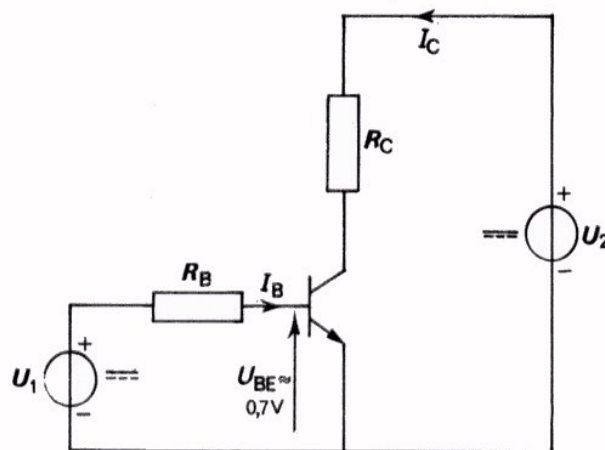 I_C
R_C
+
U_2
−
R_B
I_B
+
U_1
−
U_BE ≈
0,7V